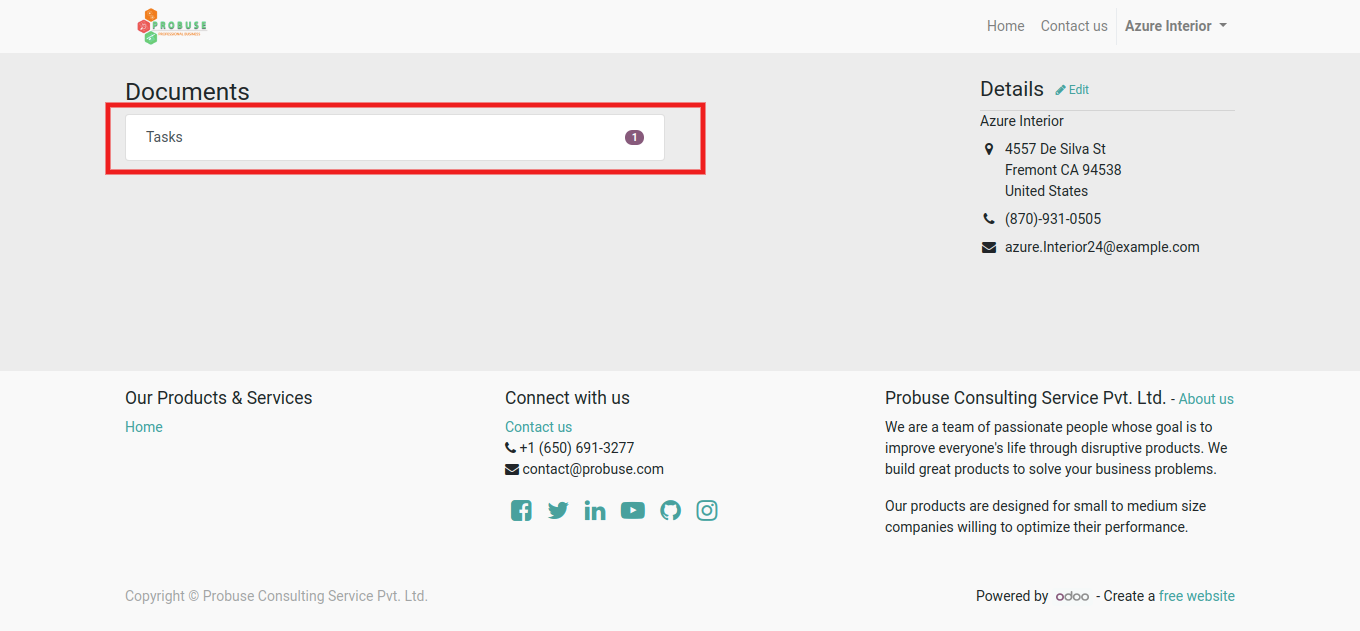 PROBUSE
Home Contact us Azure Interior
Documents
Tasks 1
Details Edit
Azure Interior
4557 De Silva St
Fremont CA 94538
United States
(870)-931-0505
azure.Interior24@example.com
Our Products & Services
Home
Connect with us
Contact us
+1 (650) 691-3277
contact@probuse.com
Probuse Consulting Service Pvt. Ltd. - About us
We are a team of passionate people whose goal is to
improve everyone's life through disruptive products. We
build great products to solve your business problems.
Our products are designed for small to medium size
companies willing to optimize their performance.
Copyright © Probuse Consulting Service Pvt. Ltd.
Powered by odoo - Create a free website